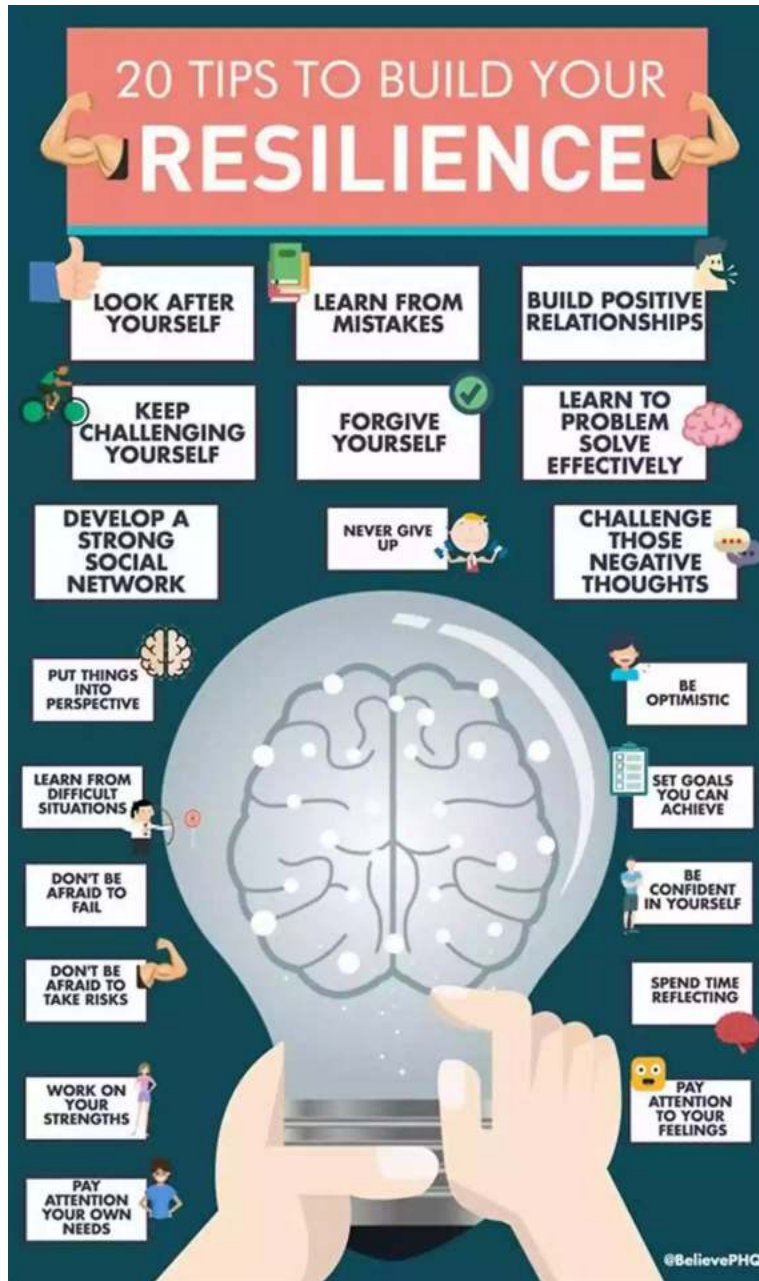 20 TIPS TO BUILD YOUR
RESILIENCE
LOOK AFTER
YOURSELF
LEARN FROM
MISTAKES
BUILD POSITIVE
RELATIONSHIPS
KEEP
CHALLENGING
YOURSELF
FORGIVE
YOURSELF
LEARN TO
PROBLEM
SOLVE
EFFECTIVELY
DEVELOP A
STRONG
SOCIAL
NETWORK
NEVER GIVE
UP
CHALLENGE
THOSE
NEGATIVE
THOUGHTS
PUT THINGS
INTO
PERSPECTIVE
BE
OPTIMISTIC
LEARN FROM
DIFFICULT
SITUATIONS
SET GOALS
YOU CAN
ACHIEVE
DON'T BE
AFRAID TO
FAIL
BE
CONFIDENT
IN YOURSELF
DON'T BE
AFRAID TO
TAKE RISKS
SPEND TIME
REFLECTING
WORK ON
YOUR
STRENGTHS
PAY
ATTENTION
TO YOUR
FEELINGS
PAY
ATTENTION
YOUR OWN
NEEDS
@BelievePHQ